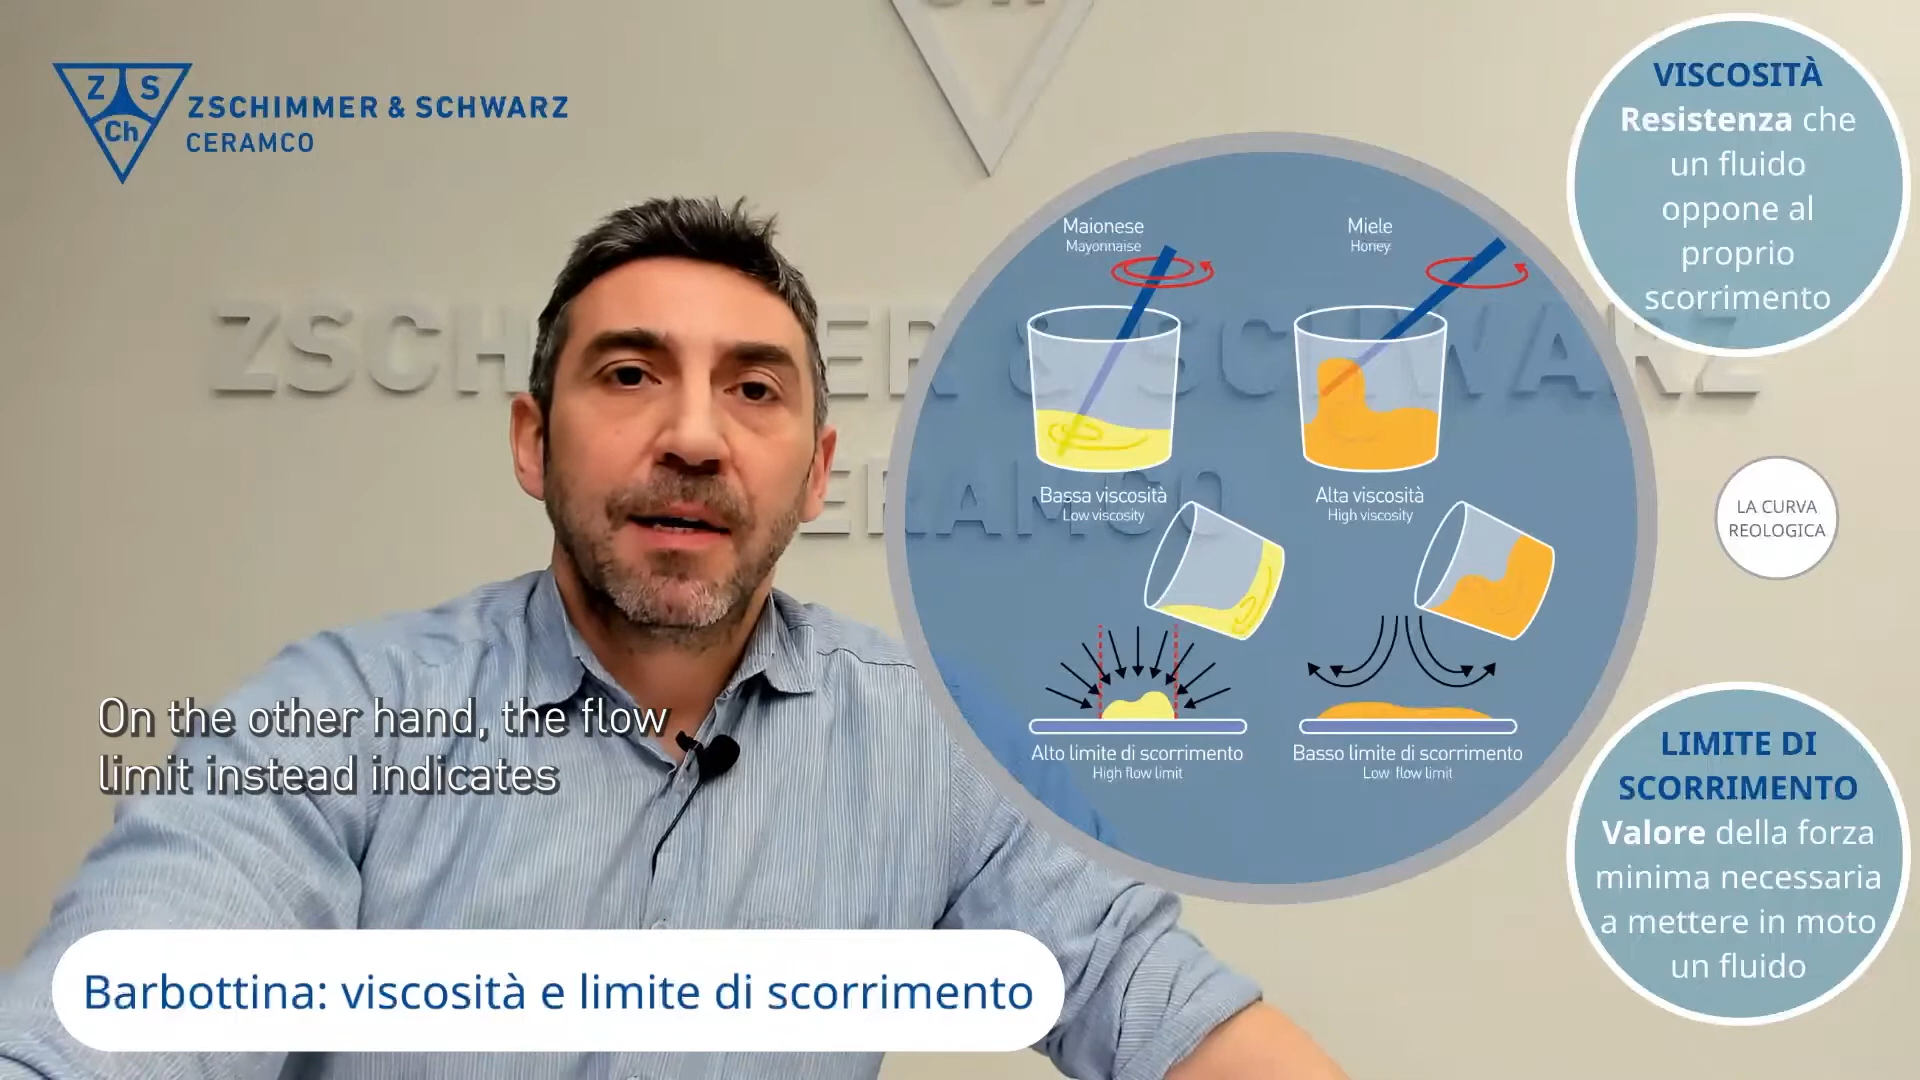 Z S
Ch
ZSCHIMMER & SCHWARZ
CERAMCO
VISCOSITÀ
Resistenza che
un fluido
oppone al
proprio
scorrimento
Maionese
Mayonnaise
Miele
Honey
Bassa viscosità
Low viscosity
Alta viscosità
High viscosity
Alto limite di scorrimento
High flow limit
Basso limite di scorrimento
Low flow limit
LA CURVA
REOLOGICA
LIMITE DI
SCORRIMENTO
Valore della forza
minima necessaria
a mettere in moto
un fluido
On the other hand, the flow
limit instead indicates
Barbottina: viscosità e limite di scorrimento